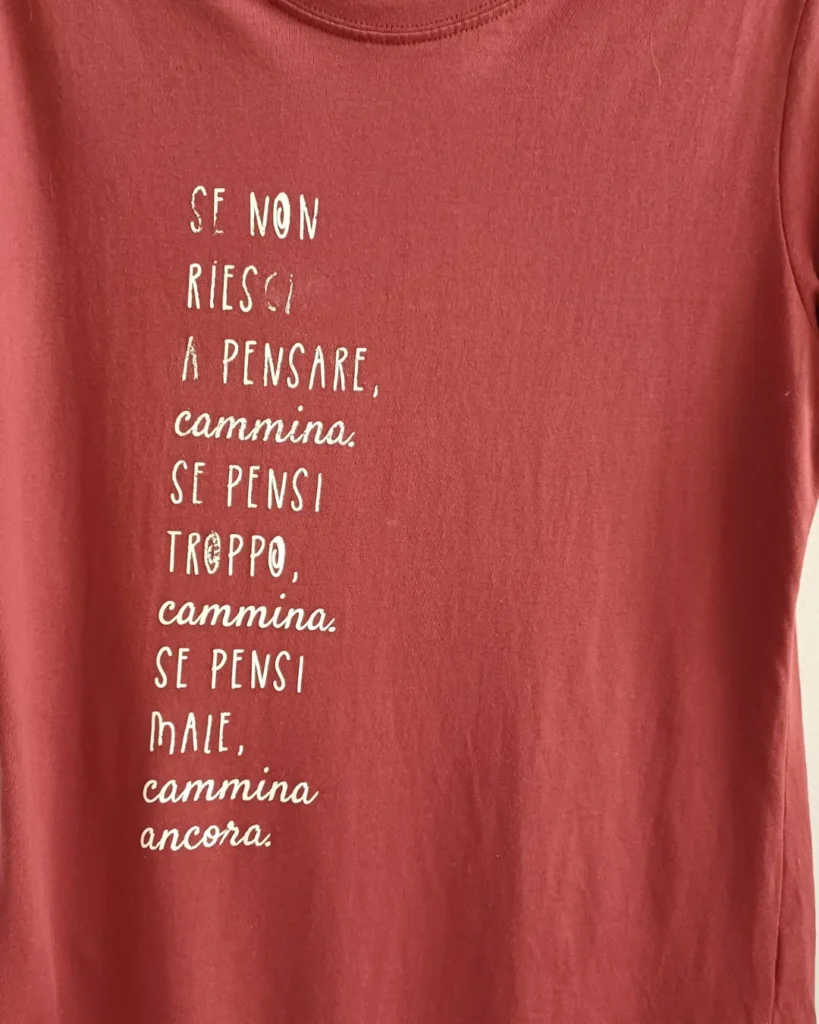 SE NON
RIESCI
A PENSARE,
cammina.
SE PENSI
TROPPO,
cammina.
SE PENSI
MALE,
cammina
ancora.